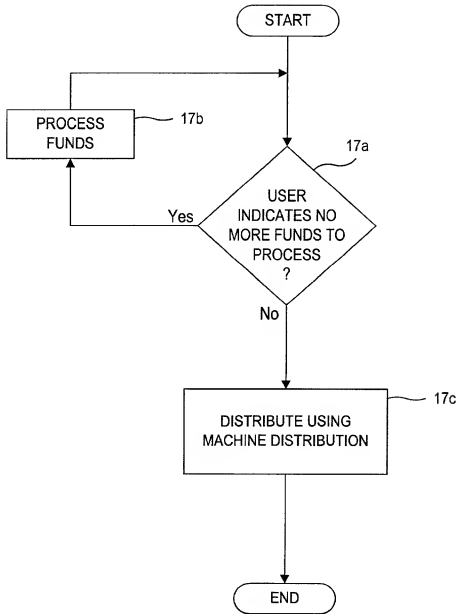 START
PROCESS
FUNDS
17b
17a
USER
INDICATES NO
MORE FUNDS TO
PROCESS
?
Yes
No
17c
DISTRIBUTE USING
MACHINE DISTRIBUTION
END